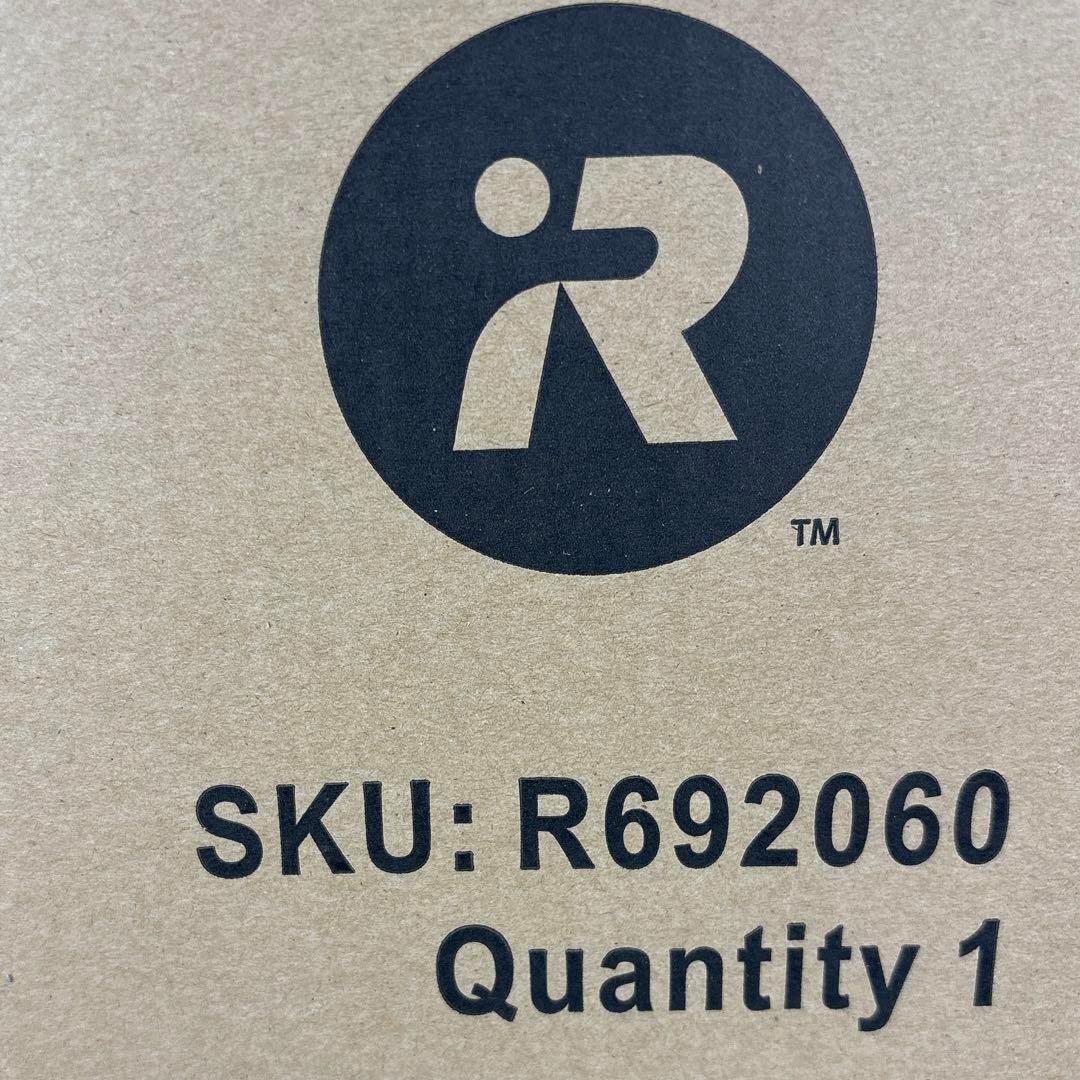 R
TM
SKU: R692060
Quantity 1